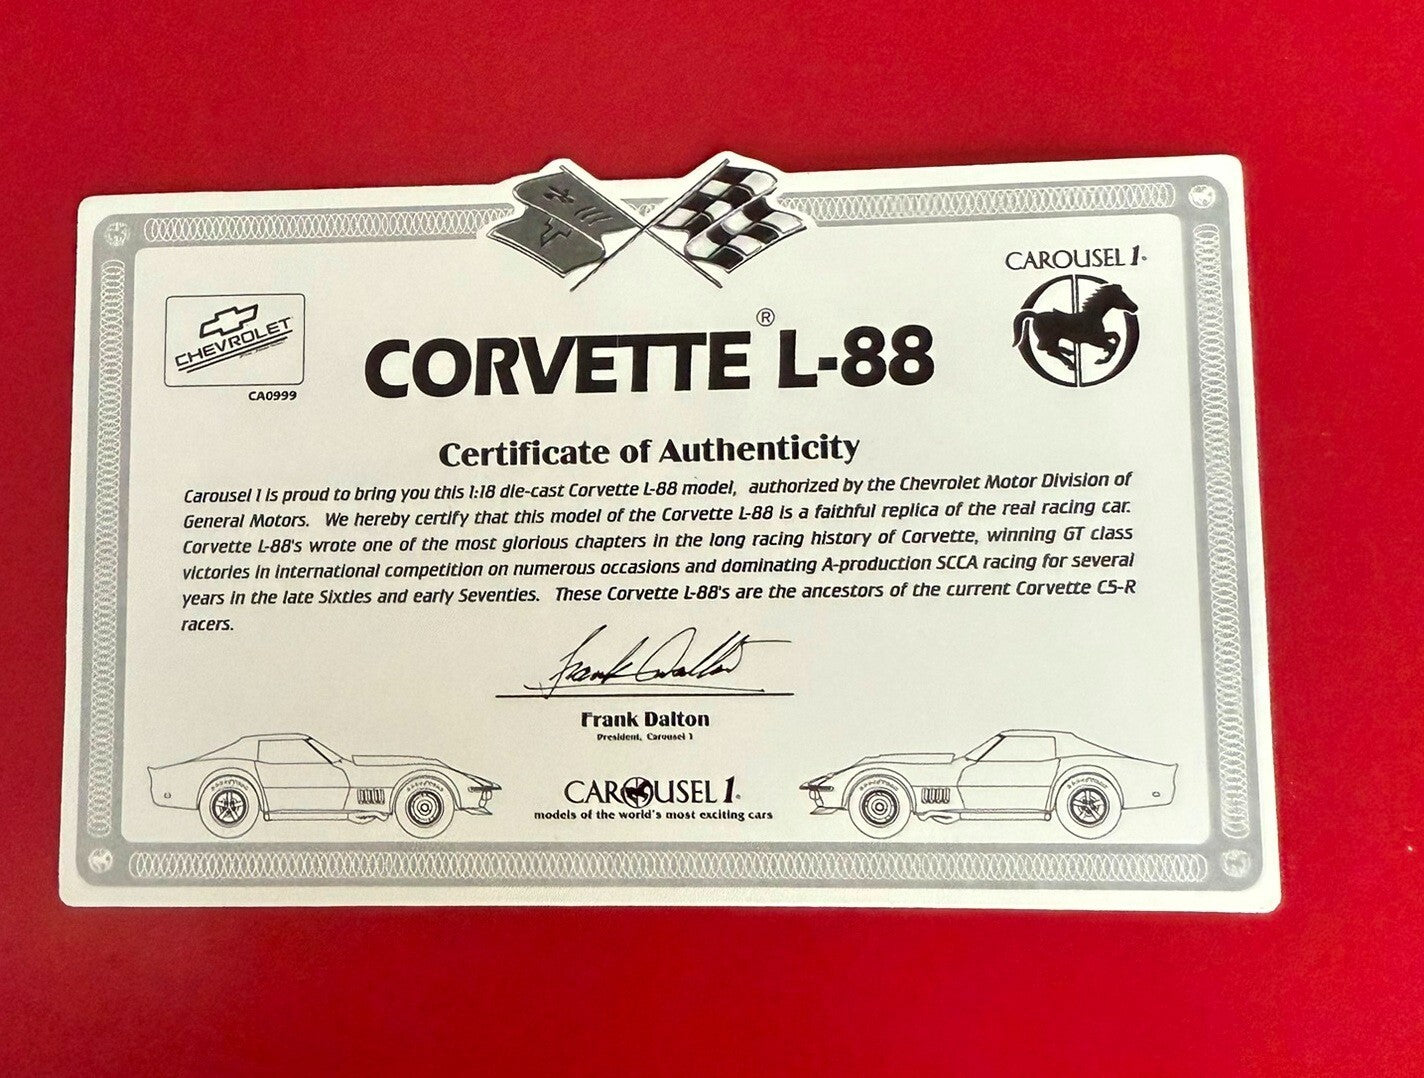 CAROUSEL 1®
CHEVROLET
CORVETTE® L-88
CA0999
Certificate of Authenticity
Carousel 1 is proud to bring you this 1:18 die-cast Corvette L-88 model, authorized by the Chevrolet Motor Division of
General Motors. We hereby certify that this model of the Corvette L-88 is a faithful replica of the real racing car.
Corvette L-88's wrote one of the most glorious chapters in the long racing history of Corvette, winning GT class
victories in international competition on numerous occasions and dominating A-production SCCA racing for several
years in the late Sixties and early Seventies. These Corvette L-88's are the ancestors of the current Corvette C5-R
racers.
Frank Dalton
Frank Dalton
President, Carousel 1
CAROUSEL 1®
models of the world's most exciting cars